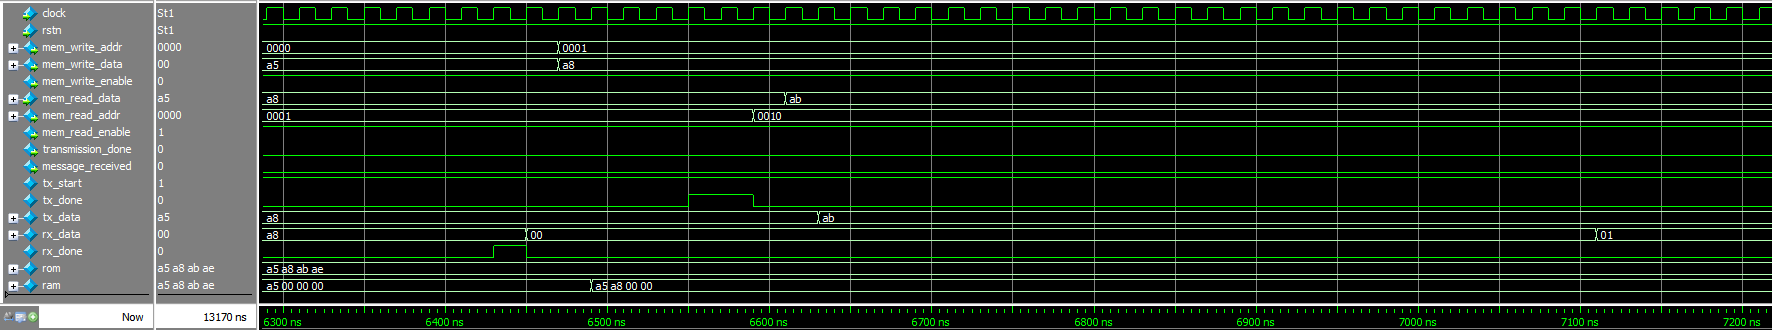 clock St1
rstn St1
mem_write_addr 0000 0000 0001
mem_write_data 00 a5 a8
mem_write_enable 0
mem_read_data a5 a8 ab
mem_read_addr 0000 0001 0010
mem_read_enable 1
transmission_done 0
message_received 0
tx_start 1
tx_done 0
tx_data a5 a8 ab
rx_data 00 a8 00 01
rx_done 0
rom a5 a8 ab ae a5 a8 ab ae
ram a5 a8 ab ae a5 00 00 00 a5 a8 00 00
Now 13170 ns 6300 ns 6400 ns 6500 ns 6600 ns 6700 ns 6800 ns 6900 ns 7000 ns 7100 ns 7200 ns